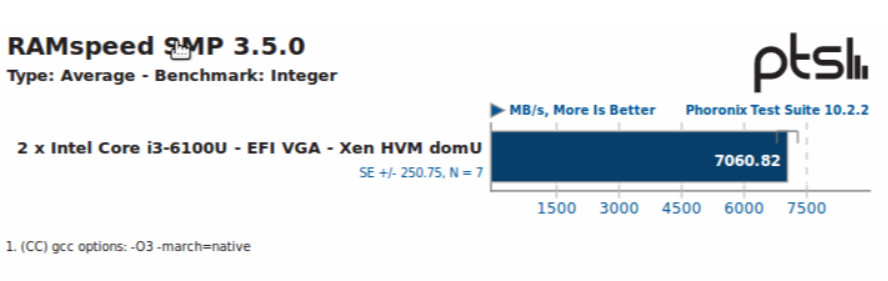 RAMspeed SMP 3.5.0
Type: Average - Benchmark: Integer
ptsl
MB/s, More Is Better Phoronix Test Suite 10.2.2
2 x Intel Core i3-6100U - EFI VGA - Xen HVM domU
7060.82
SE +/- 250.75, N = 7
1500 3000 4500 6000 7500
1. (CC) gcc options: -O3 -march=native